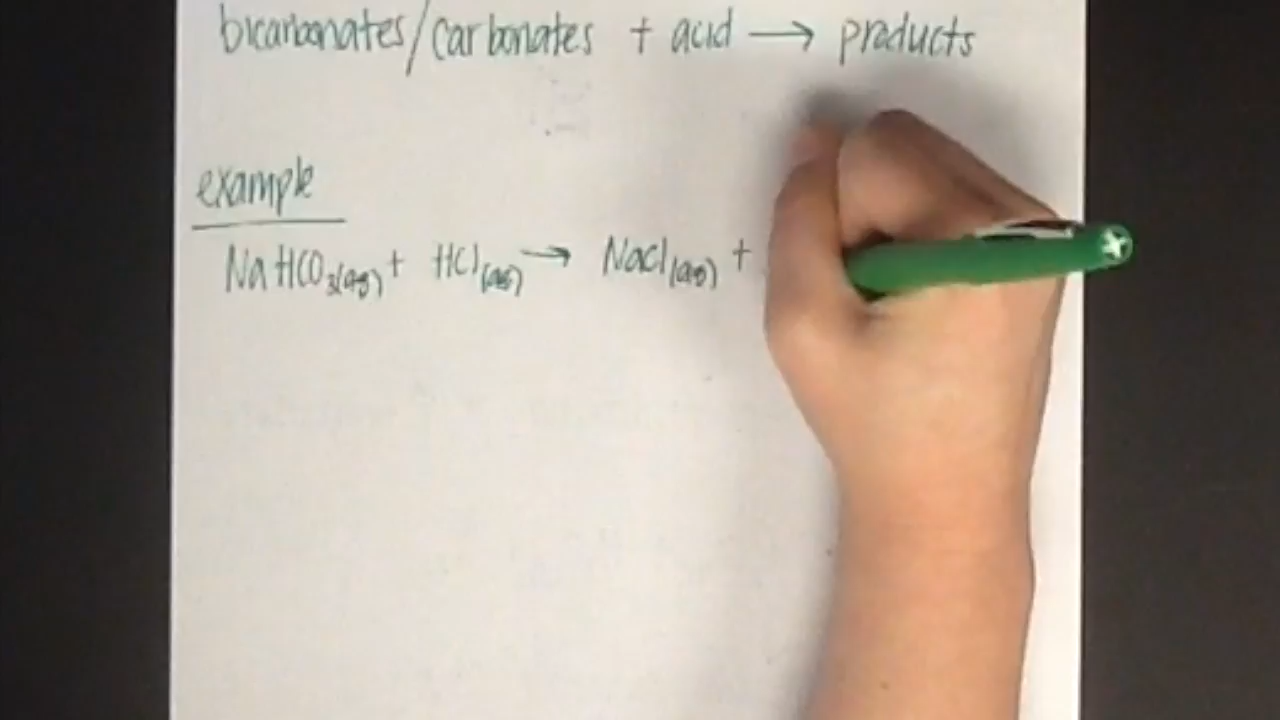 bicarbonates/carbonates + acid → products
example
NaHCO₃(aq) + HCl(aq) → NaCl(aq) +